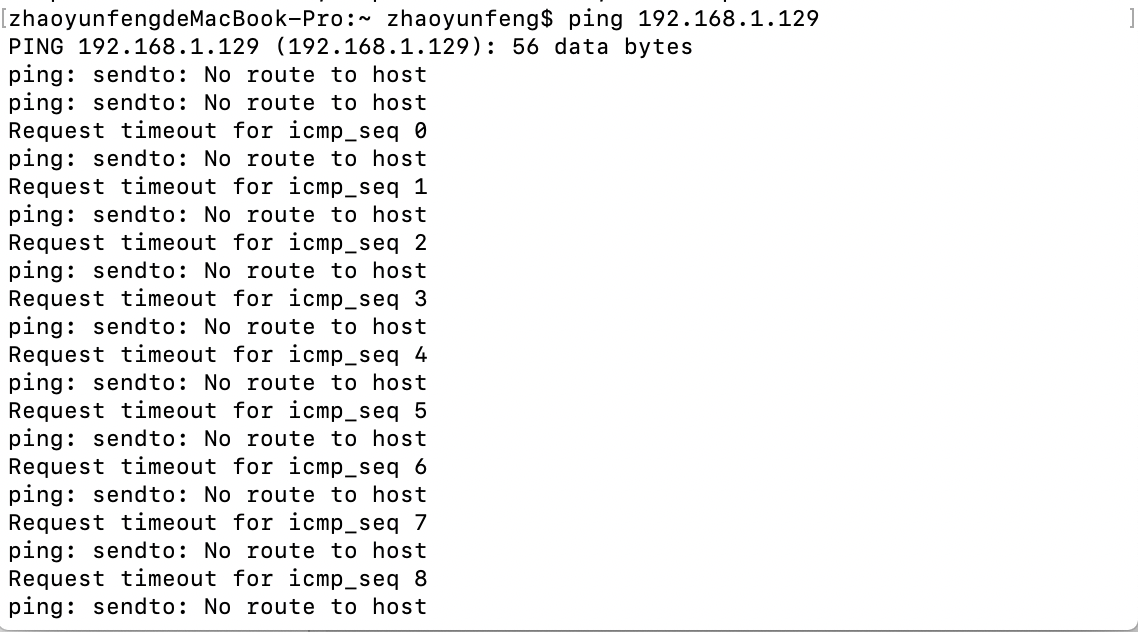 [zhaoyunfengdeMacBook-Pro:~ zhaoyunfeng$ ping 192.168.1.129 ]
PING 192.168.1.129 (192.168.1.129): 56 data bytes
ping: sendto: No route to host
ping: sendto: No route to host
Request timeout for icmp_seq 0
ping: sendto: No route to host
Request timeout for icmp_seq 1
ping: sendto: No route to host
Request timeout for icmp_seq 2
ping: sendto: No route to host
Request timeout for icmp_seq 3
ping: sendto: No route to host
Request timeout for icmp_seq 4
ping: sendto: No route to host
Request timeout for icmp_seq 5
ping: sendto: No route to host
Request timeout for icmp_seq 6
ping: sendto: No route to host
Request timeout for icmp_seq 7
ping: sendto: No route to host
Request timeout for icmp_seq 8
ping: sendto: No route to host